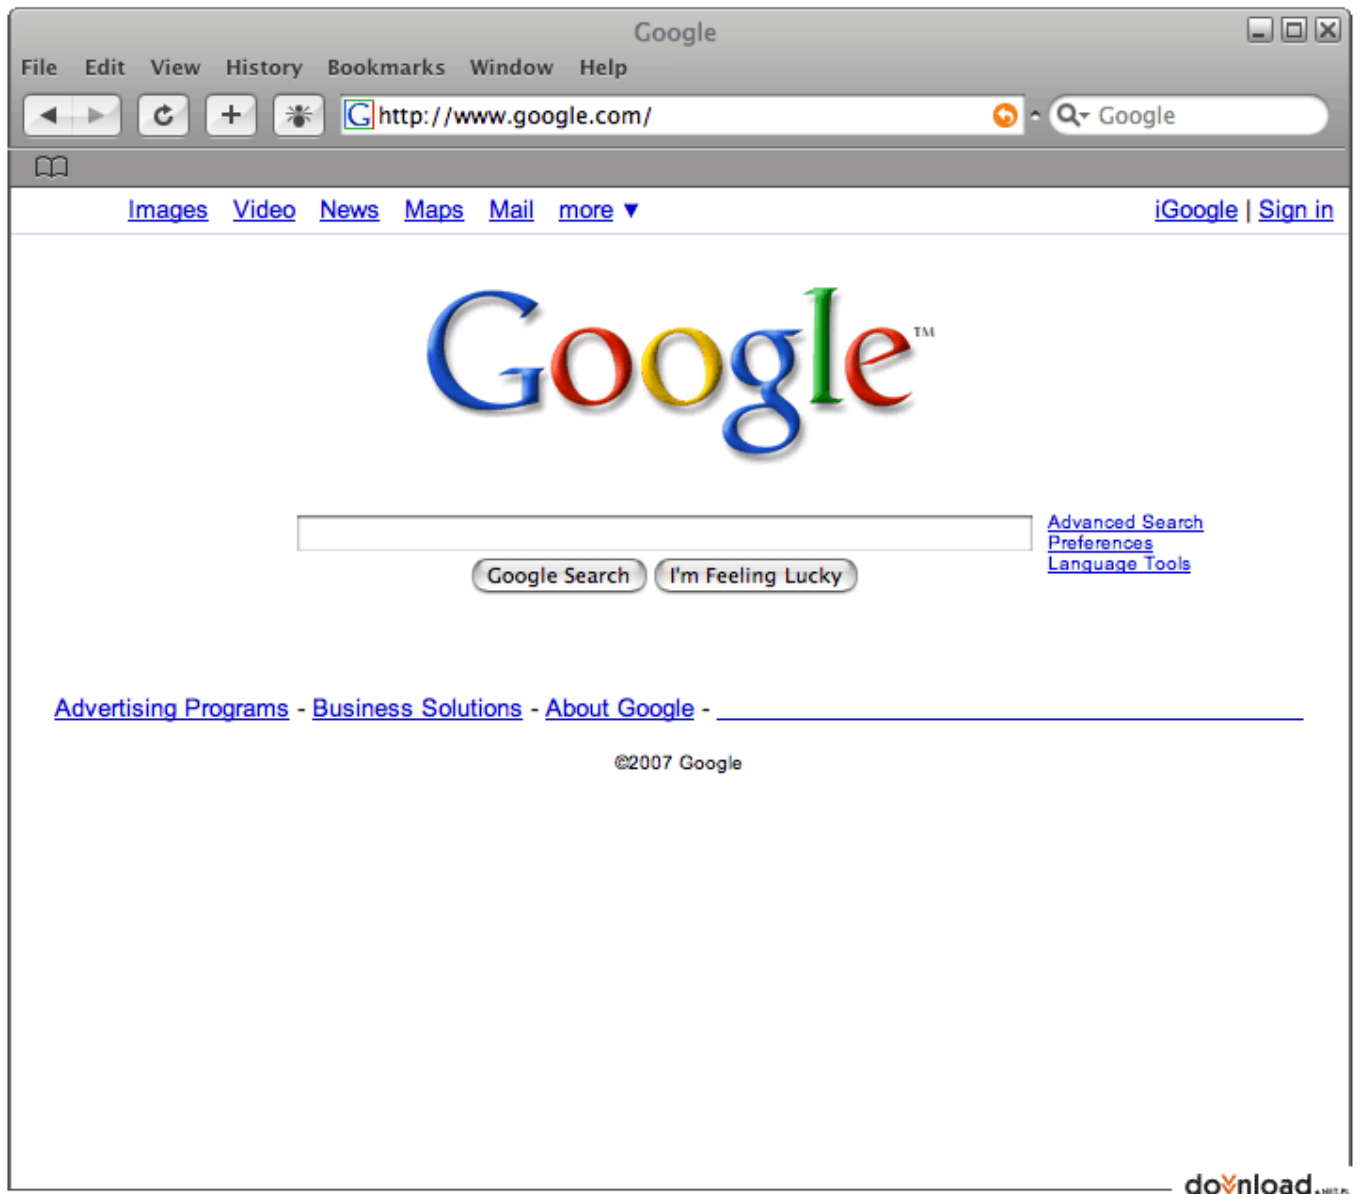 Google
File Edit View History Bookmarks Window Help
http://www.google.com/ Google
Images Video News Maps Mail more ▼ iGoogle | Sign in
Google™
Advanced Search
Preferences
Language Tools
Google Search I'm Feeling Lucky
Advertising Programs - Business Solutions - About Google -
©2007 Google
download